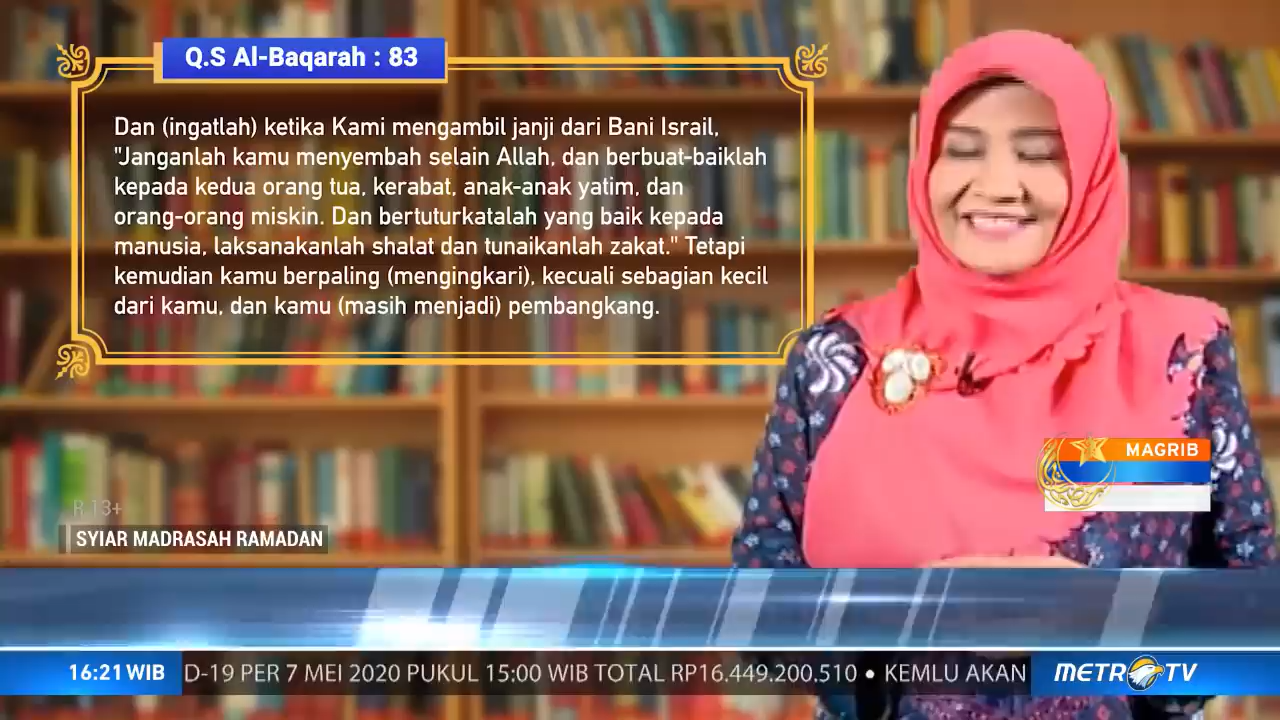 Q.S Al-Baqarah : 83
Dan (ingatlah) ketika Kami mengambil janji dari Bani Israil,
"Janganlah kamu menyembah selain Allah, dan berbuat-baiklah
kepada kedua orang tua, kerabat, anak-anak yatim, dan
orang-orang miskin. Dan bertuturkatalah yang baik kepada
manusia, laksanakanlah shalat dan tunaikanlah zakat." Tetapi
kemudian kamu berpaling (mengingkari), kecuali sebagian kecil
dari kamu, dan kamu (masih menjadi) pembangkang.
MAGRIB
R 13+
SYIAR MADRASAH RAMADAN
16:21 WIB
D-19 PER 7 MEI 2020 PUKUL 15:00 WIB TOTAL RP16.449.200.510 • KEMLU AKAN
METRO TV